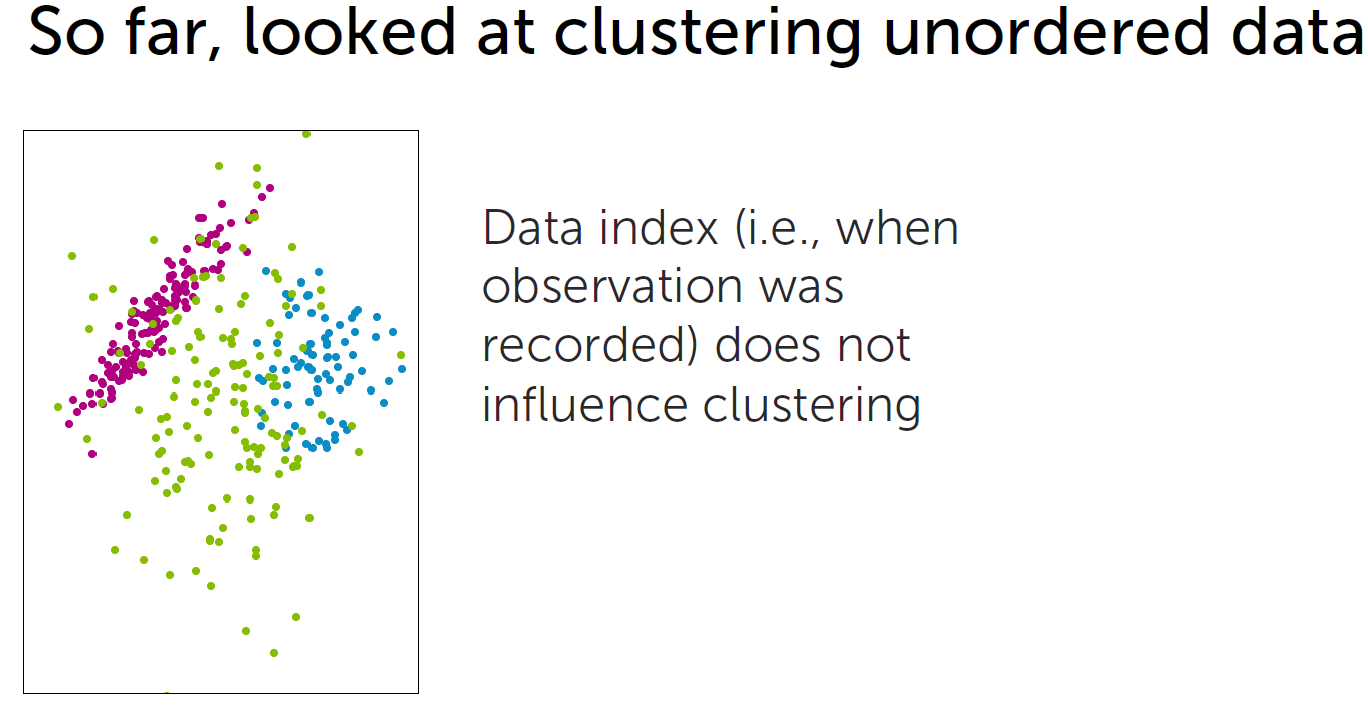 So far, looked at clustering unordered data
Data index (i.e., when
observation was
recorded) does not
influence clustering